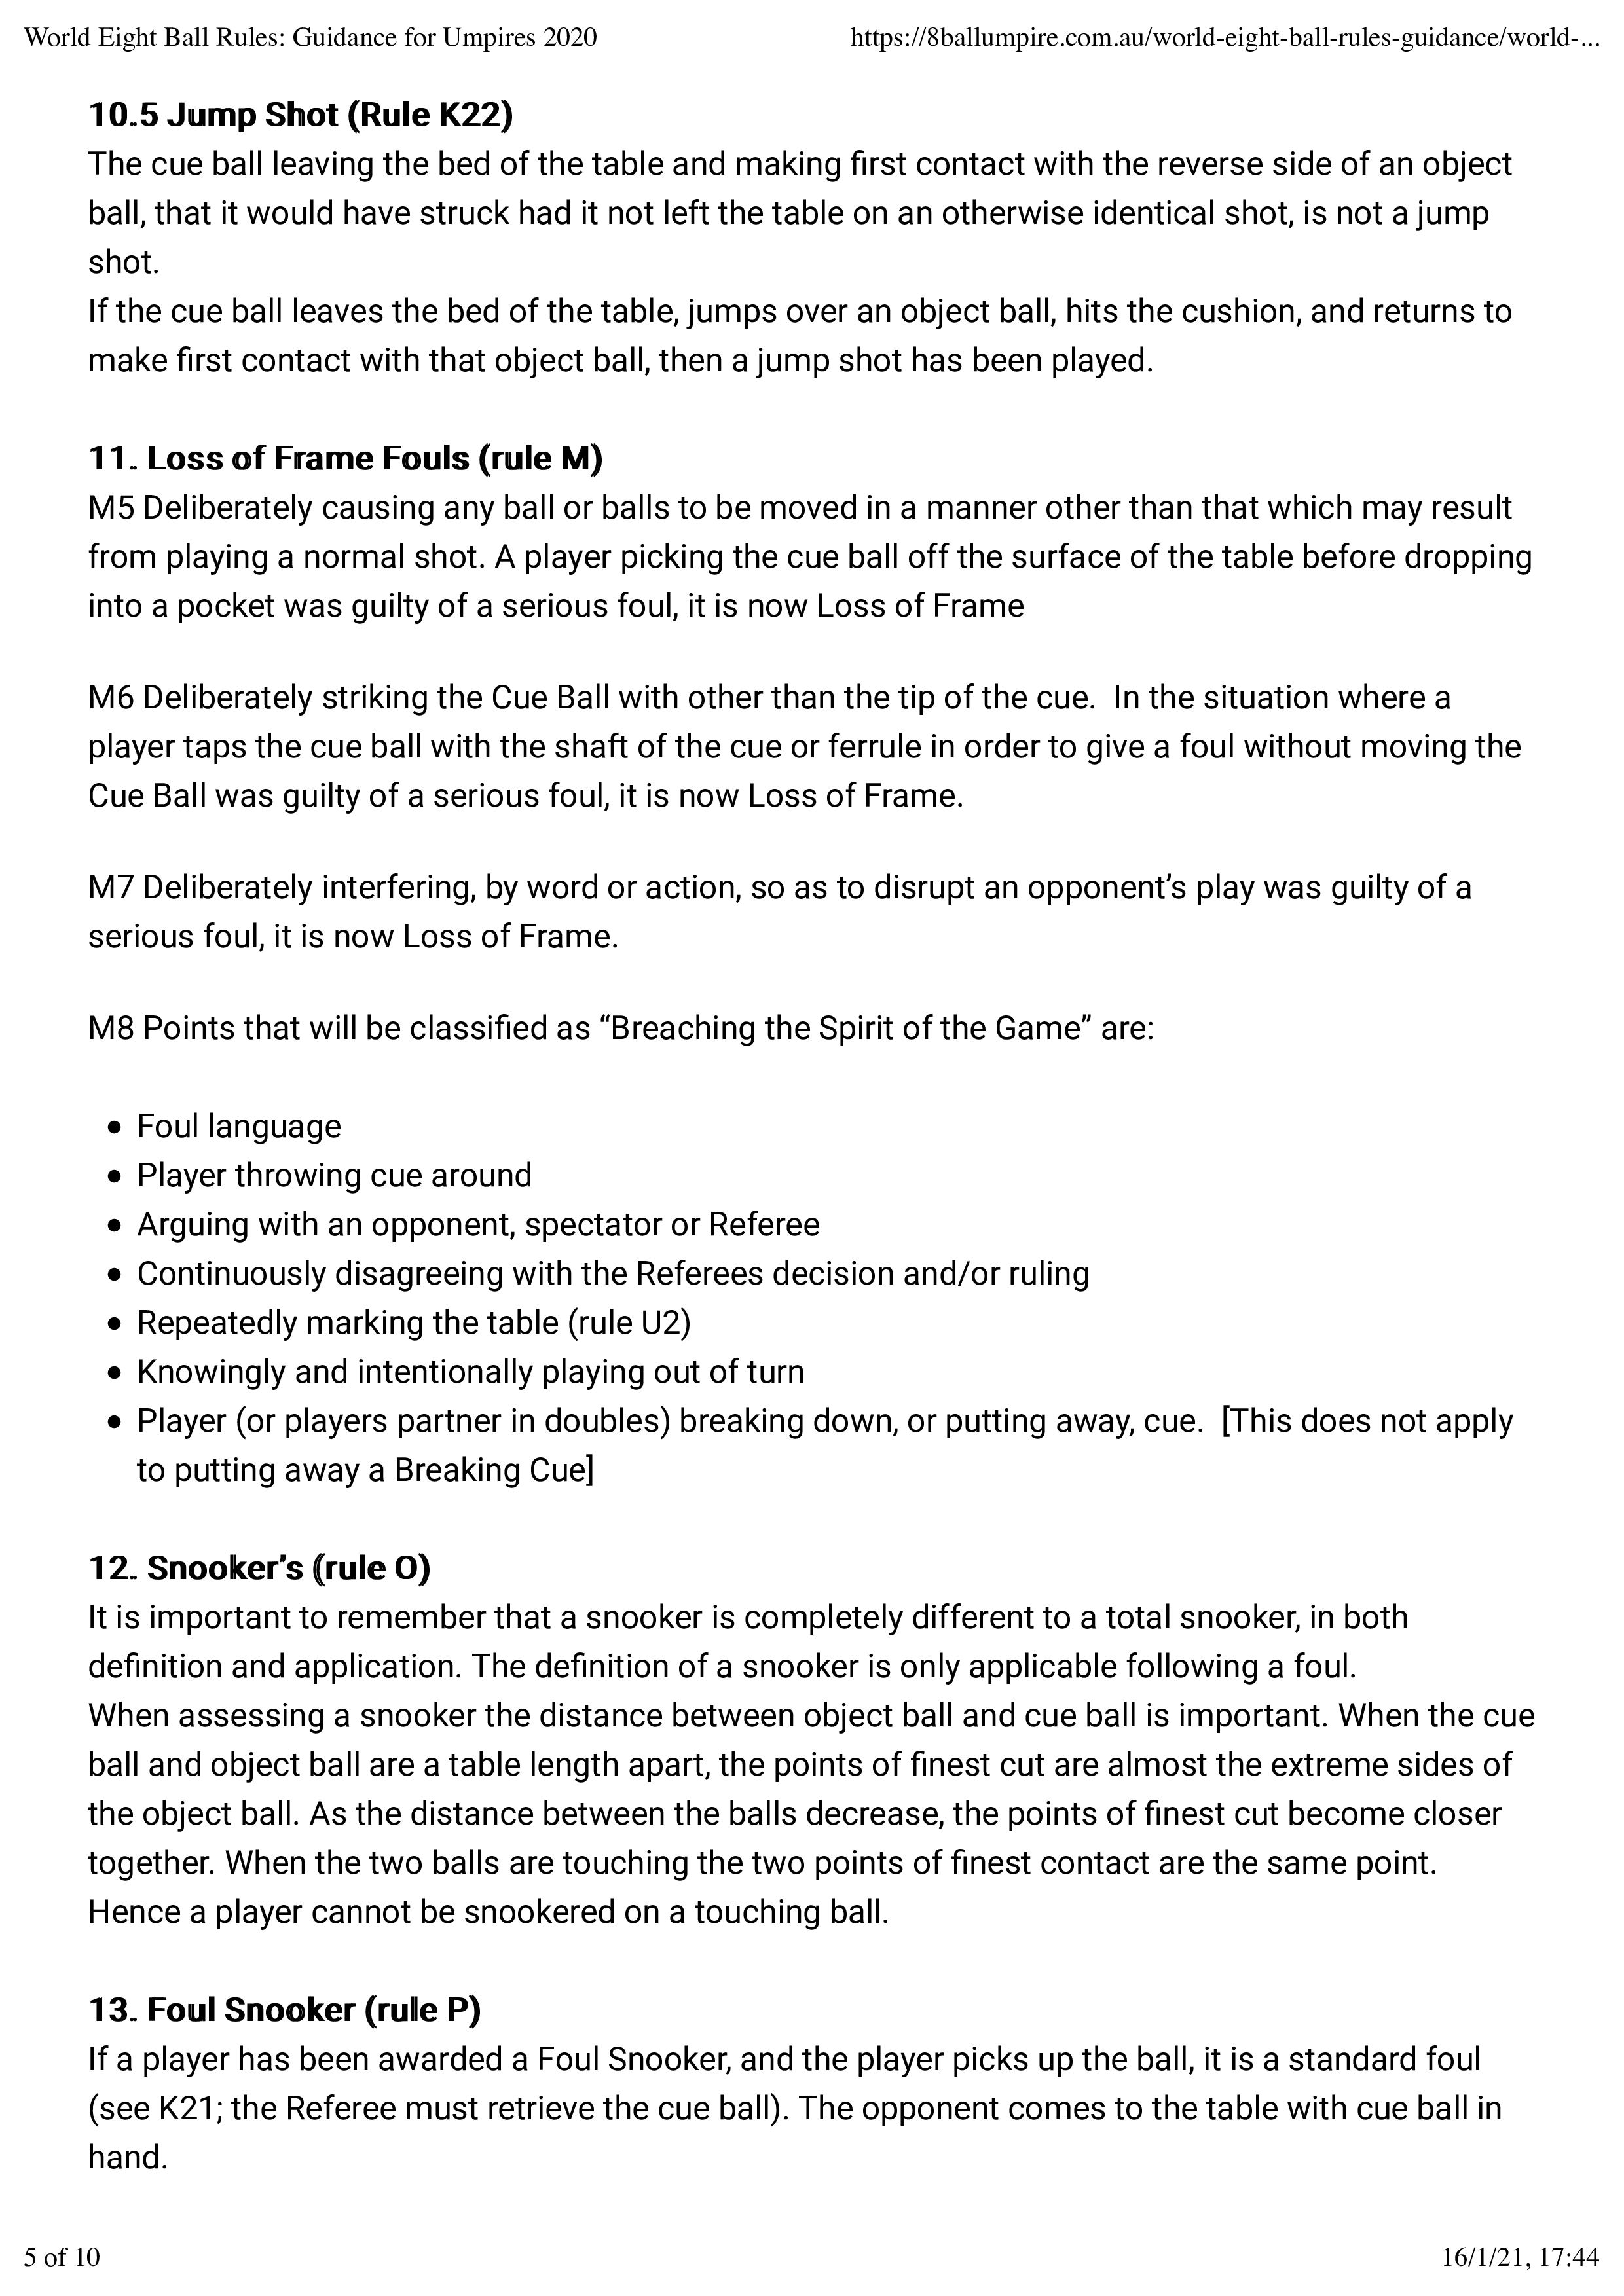 World Eight Ball Rules: Guidance for Umpires 2020
https://8ballumpire.com.au/world-eight-ball-rules-guidance/world-...
10.5 Jump Shot (Rule K22)
The cue ball leaving the bed of the table and making first contact with the reverse side of an object
ball, that it would have struck had it not left the table on an otherwise identical shot, is not a jump
shot.
If the cue ball leaves the bed of the table, jumps over an object ball, hits the cushion, and returns to
make first contact with that object ball, then a jump shot has been played.
11. Loss of Frame Fouls (rule M)
M5 Deliberately causing any ball or balls to be moved in a manner other than that which may result
from playing a normal shot. A player picking the cue ball off the surface of the table before dropping
into a pocket was guilty of a serious foul, it is now Loss of Frame
M6 Deliberately striking the Cue Ball with other than the tip of the cue.  In the situation where a
player taps the cue ball with the shaft of the cue or ferrule in order to give a foul without moving the
Cue Ball was guilty of a serious foul, it is now Loss of Frame.
M7 Deliberately interfering, by word or action, so as to disrupt an opponent’s play was guilty of a
serious foul, it is now Loss of Frame.
M8 Points that will be classified as “Breaching the Spirit of the Game” are:
• Foul language
• Player throwing cue around
• Arguing with an opponent, spectator or Referee
• Continuously disagreeing with the Referees decision and/or ruling
• Repeatedly marking the table (rule U2)
• Knowingly and intentionally playing out of turn
• Player (or players partner in doubles) breaking down, or putting away, cue.  [This does not apply
to putting away a Breaking Cue]
12. Snooker’s (rule O)
It is important to remember that a snooker is completely different to a total snooker, in both
definition and application. The definition of a snooker is only applicable following a foul.
When assessing a snooker the distance between object ball and cue ball is important. When the cue
ball and object ball are a table length apart, the points of finest cut are almost the extreme sides of
the object ball. As the distance between the balls decrease, the points of finest cut become closer
together. When the two balls are touching the two points of finest contact are the same point.
Hence a player cannot be snookered on a touching ball.
13. Foul Snooker (rule P)
If a player has been awarded a Foul Snooker, and the player picks up the ball, it is a standard foul
(see K21; the Referee must retrieve the cue ball). The opponent comes to the table with cue ball in
hand.
5 of 10
16/1/21, 17:44